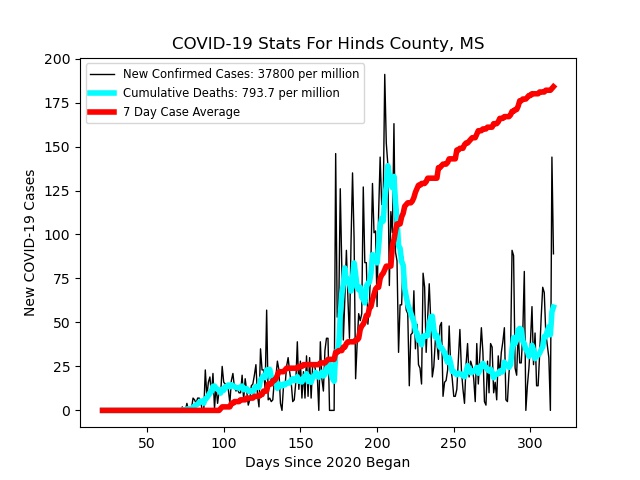 COVID-19 Stats For Hinds County, MS
New Confirmed Cases: 37800 per million
Cumulative Deaths: 793.7 per million
7 Day Case Average
200
175
150
125
100
75
50
25
0
New COVID-19 Cases
50 100 150 200 250 300
Days Since 2020 Began